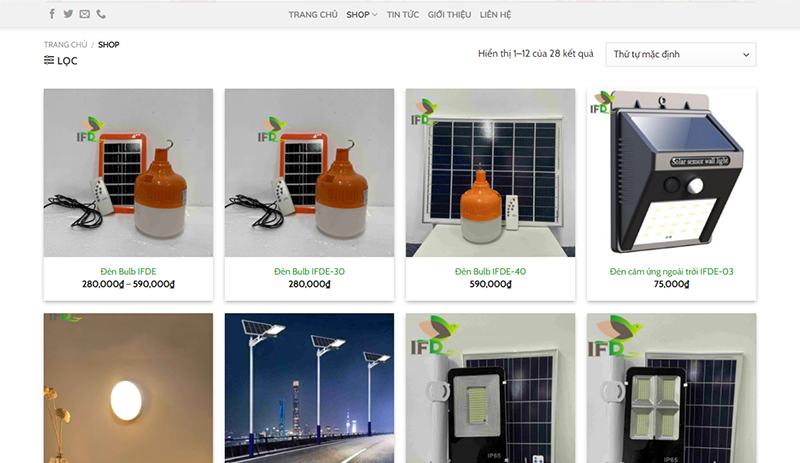 TRANG CHỦ SHOP TIN TỨC GIỚI THIỆU LIÊN HỆ
TRANG CHỦ / SHOP
LỌC
Hiển thị 1–12 của 28 kết quả
Thứ tự mặc định
IFD
IFD
IFD
IFD
Solar sensor wall light
Đèn Bulb IFDE
280,000₫ – 590,000₫
Đèn Bulb IFDE-30
280,000₫
Đèn Bulb IFDE-40
590,000₫
Đèn cảm ứng ngoài trời IFDE-03
75,000₫
IFD
IFD
IP65
IP65